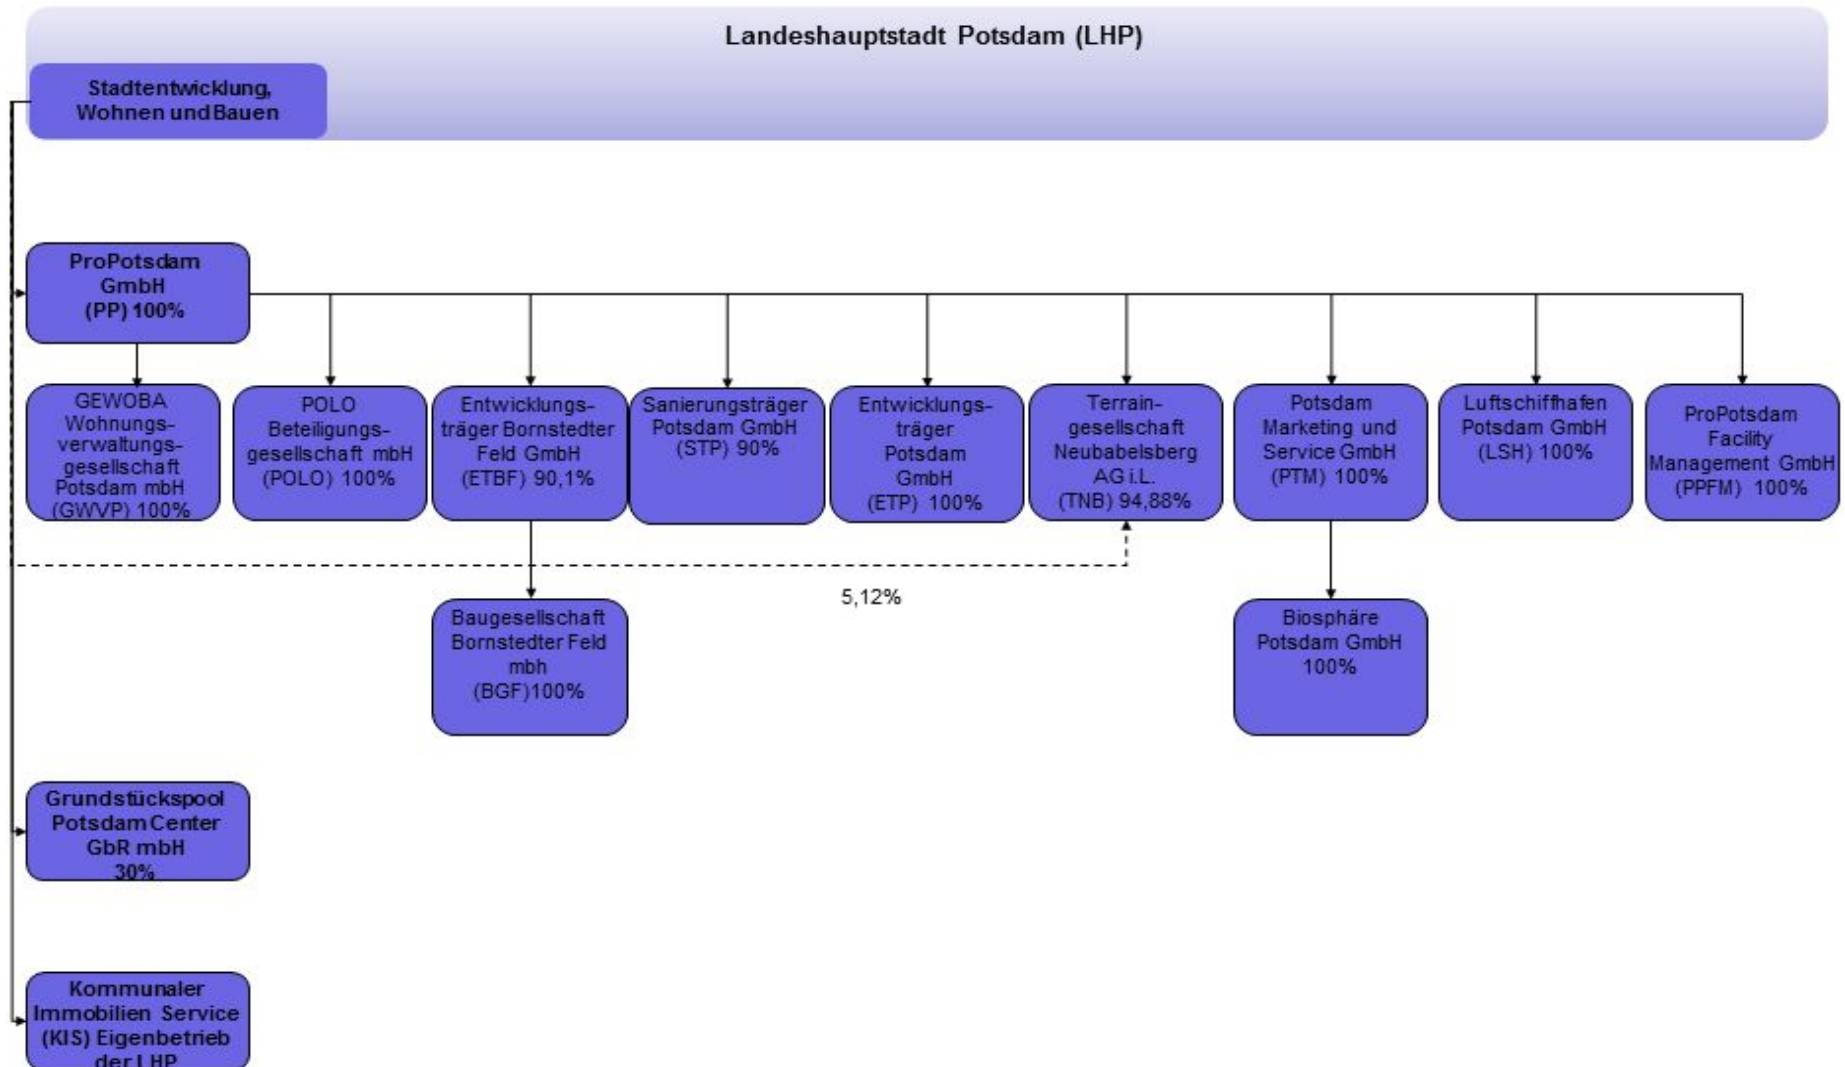 Landeshauptstadt Potsdam (LHP)
Stadtentwicklung,
Wohnen und Bauen
ProPotsdam
GmbH
(PP) 100%
GEWOBA
Wohnungs-
verwaltungs-
gesellschaft
Potsdam mbH
(GWVP) 100%
POLO
Beteiligungs-
gesellschaft mbH
(POLO) 100%
Entwicklungs-
träger Bornstedter
Feld GmbH
(ETBF) 90,1%
Sanierungsträger
Potsdam GmbH
(STP) 90%
Entwicklungs-
träger
Potsdam
GmbH
(ETP) 100%
Terrain-
gesellschaft
Neubabelsberg
AG i.L.
(TNB) 94,88%
Potsdam
Marketing und
Service GmbH
(PTM) 100%
Luftschiffhafen
Potsdam GmbH
(LSH) 100%
ProPotsdam
Facility
Management GmbH
(PPFM) 100%
5,12%
Baugesellschaft
Bornstedter Feld
mbh
(BGF)100%
Biosphäre
Potsdam GmbH
100%
Grundstückspool
Potsdam Center
GbR mbH
30%
Kommunaler
Immobilien Service
(KIS) Eigenbetrieb
der LHP